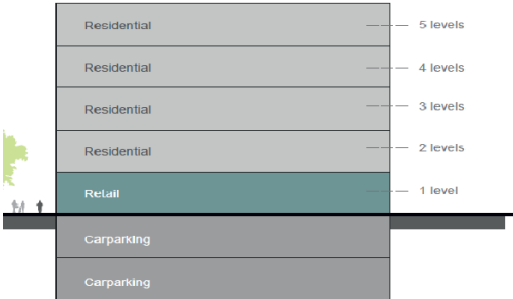 Residential 5 levels
Residential 4 levels
Residential 3 levels
Residential 2 levels
Retail 1 level
Carparking
Carparking